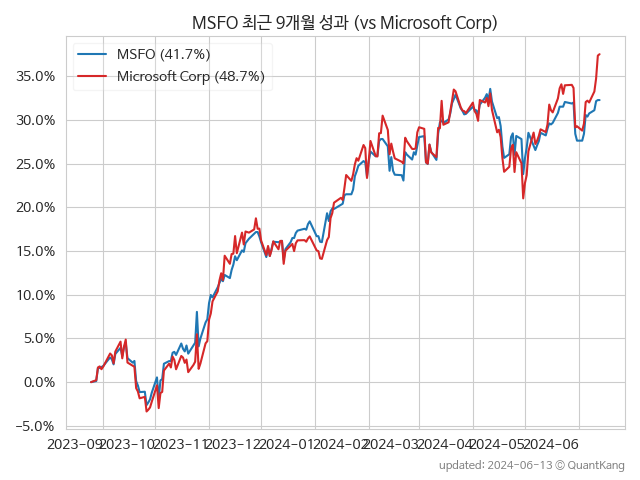 MSFO 최근 9개월 성과 (vs Microsoft Corp)
MSFO (41.7%)
Microsoft Corp (48.7%)
35.0%
30.0%
25.0%
20.0%
15.0%
10.0%
5.0%
0.0%
−5.0%
2023-09 2023-10 2023-11 2023-12 2024-01 2024-02 2024-03 2024-04 2024-05 2024-06
updated: 2024-06-13 ⓒ QuantKang